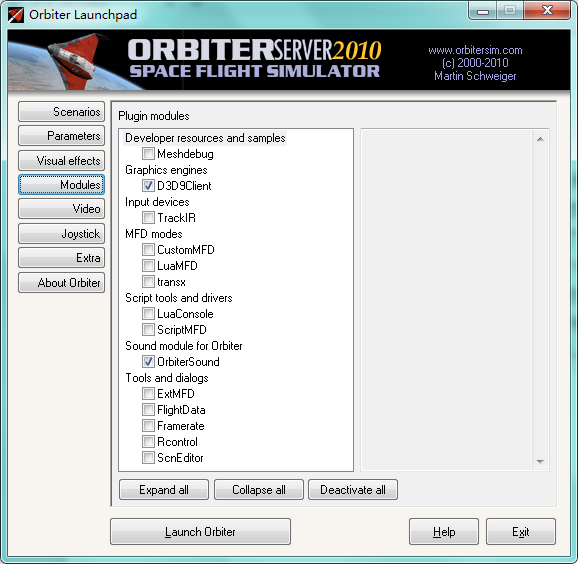 Orbiter Launchpad
ORBITERSERVER2010
SPACE FLIGHT SIMULATOR
www.orbitersim.com
(c) 2000-2010
Martin Schweiger
Scenarios
Parameters
Visual effects
Modules
Video
Joystick
Extra
About Orbiter
Plugin modules
Developer resources and samples
Meshdebug
Graphics engines
D3D9Client
Input devices
TrackIR
MFD modes
CustomMFD
LuaMFD
transx
Script tools and drivers
LuaConsole
ScriptMFD
Sound module for Orbiter
OrbiterSound
Tools and dialogs
ExtMFD
FlightData
Framerate
Rcontrol
ScnEditor
Expand all
Collapse all
Deactivate all
Launch Orbiter
Help
Exit